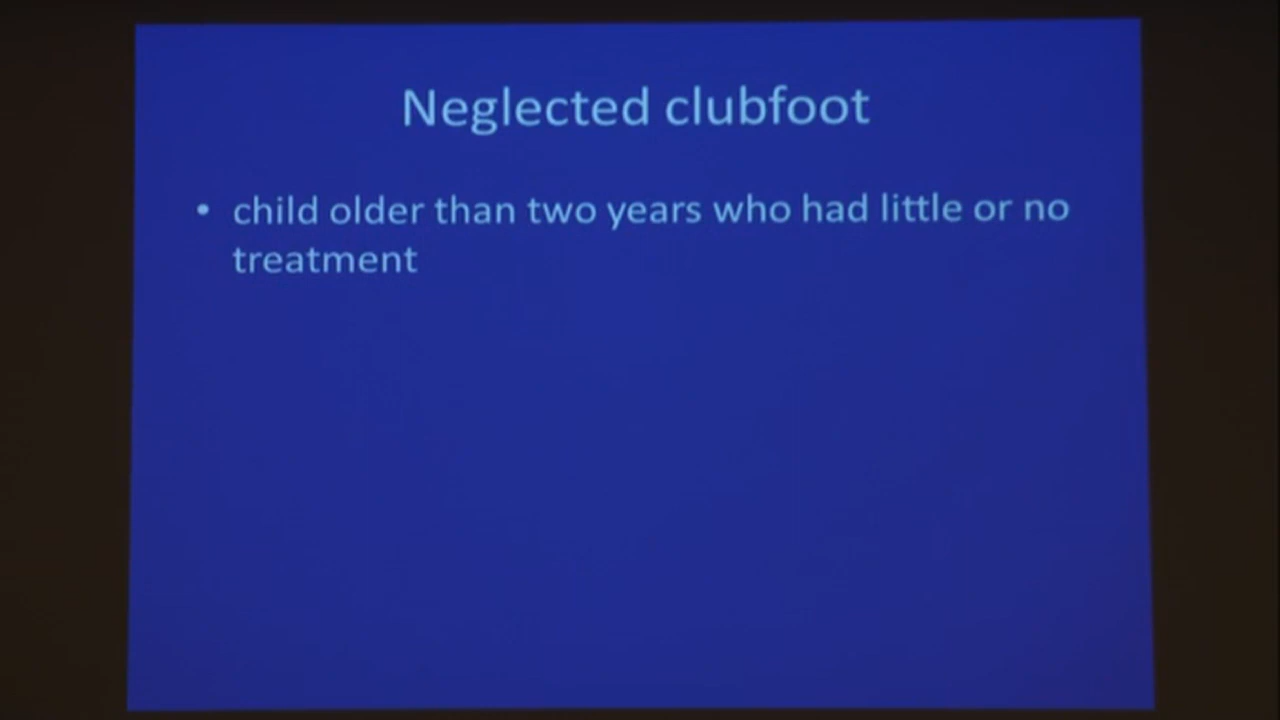 Neglected clubfoot
• child older than two years who had little or no
treatment